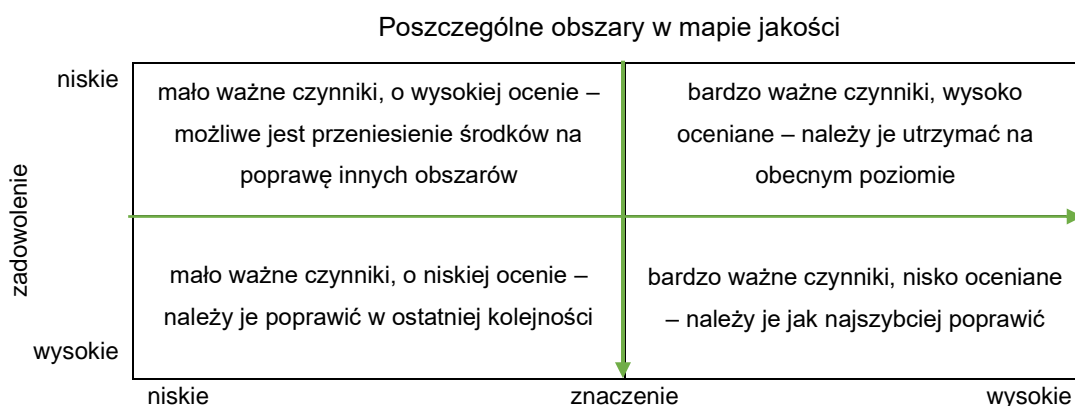 Poszczególne obszary w mapie jakości
niskie
mało ważne czynniki, o wysokiej ocenie –
możliwe jest przeniesienie środków na
poprawę innych obszarów
bardzo ważne czynniki, wysoko
oceniane – należy je utrzymać na
obecnym poziomie
zadowolenie
mało ważne czynniki, o niskiej ocenie –
należy je poprawić w ostatniej kolejności
bardzo ważne czynniki, nisko oceniane
– należy je jak najszybciej poprawić
wysokie
niskie
znaczenie
wysokie